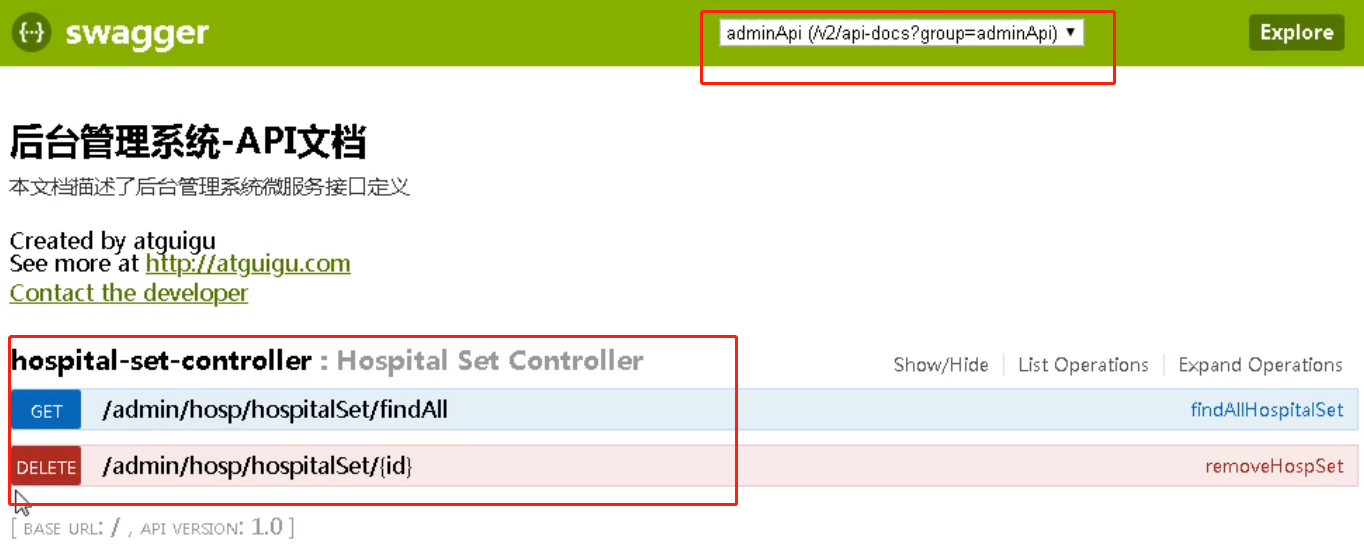 {···} swagger
adminApi (/v2/api-docs?group=adminApi) ▼
Explore
后台管理系统-API文档
本文档描述了后台管理系统微服务接口定义
Created by atguigu
See more at http://atguigu.com
Contact the developer
hospital-set-controller : Hospital Set Controller
Show/Hide | List Operations | Expand Operations
GET /admin/hosp/hospitalSet/findAll findAllHospitalSet
DELETE /admin/hosp/hospitalSet/{id} removeHospSet
[ BASE URL: / , API VERSION: 1.0 ]